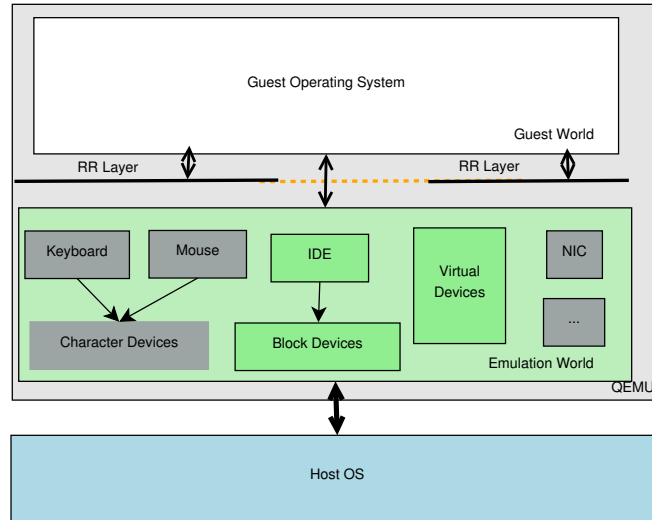 Guest Operating System
Guest World
RR Layer
RR Layer
Keyboard
Mouse
IDE
Virtual
Devices
NIC
...
Character Devices
Block Devices
Emulation World
QEMU
Host OS